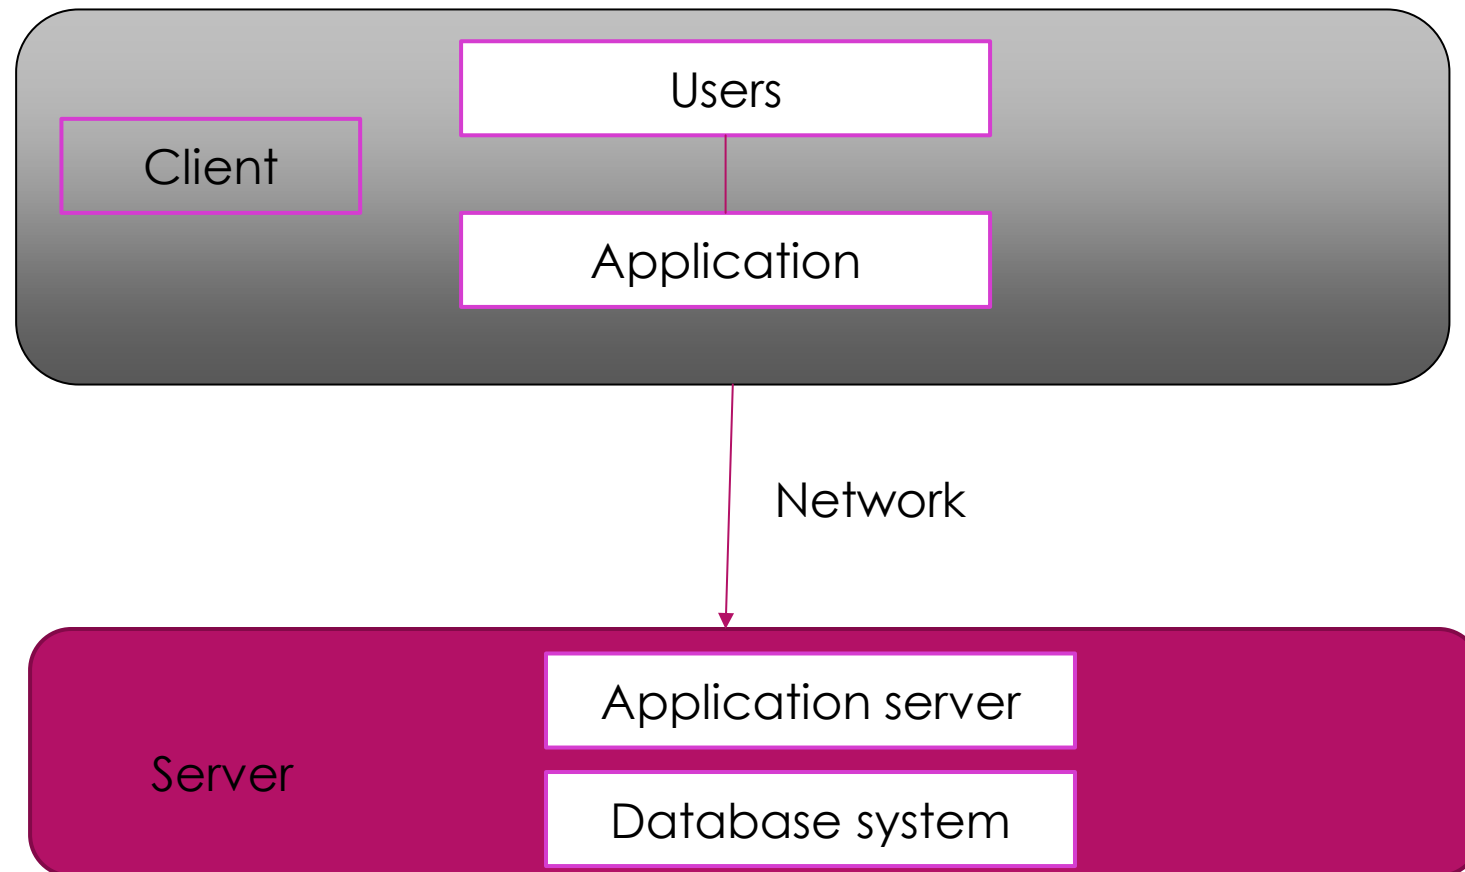 Users
Client
Application
Network
Application server
Server
Database system